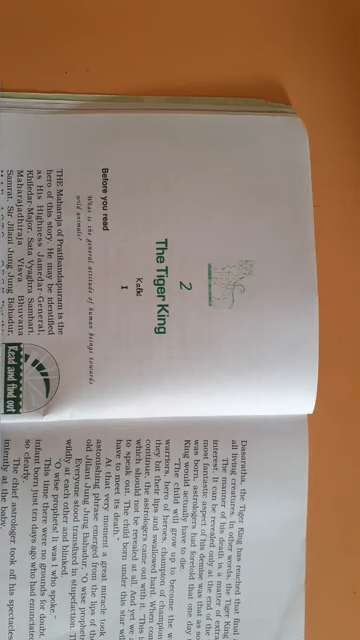 2
The Tiger King
Kalki
I
Before you read
What is the general attitude of human beings towards
wild animals?
THE Maharaja of Pratibandapuram is the
hero of this story. He may be identified
as His Highness Jamedar-General,
Khiledar-Major, Sata Vyaghra Samhari,
Maharajadhiraja Visva Bhuvana
Samrat, Sir Jilani Jung Jung Bahadur,
Read and find out
Dasaratha, the Tiger King has reached that final
all living creatures. In other words, the Tiger King
The manner of his death is a matter of extra
interest. It can be revealed only at the end of the
most fantastic aspect of his demise was that as
was born, astrologers had foretold that one day
King would actually have to die.
"The child will grow up to become the
warriors, hero of heroes, champion of champion
they bit their lips and swallowed hard. When com
continue, the astrologers came out with it. "This is
which should not be revealed at all. And yet we
to speak out. The child born under this star will
have to meet its death."
At that very moment a great miracle took
astonishing phrase emerged from the lips of the
old Jilani Jung Jung Bahadur, "O wise prophets
Everyone stood transfixed in stupefaction.
wildly at each other and blinked.
"O wise prophets! It was I who spoke."
This time there were no grounds for doubt.
infant born just ten days ago who had enunciated
so clearly.
The chief astrologer took off his spectacles
intently at the baby.